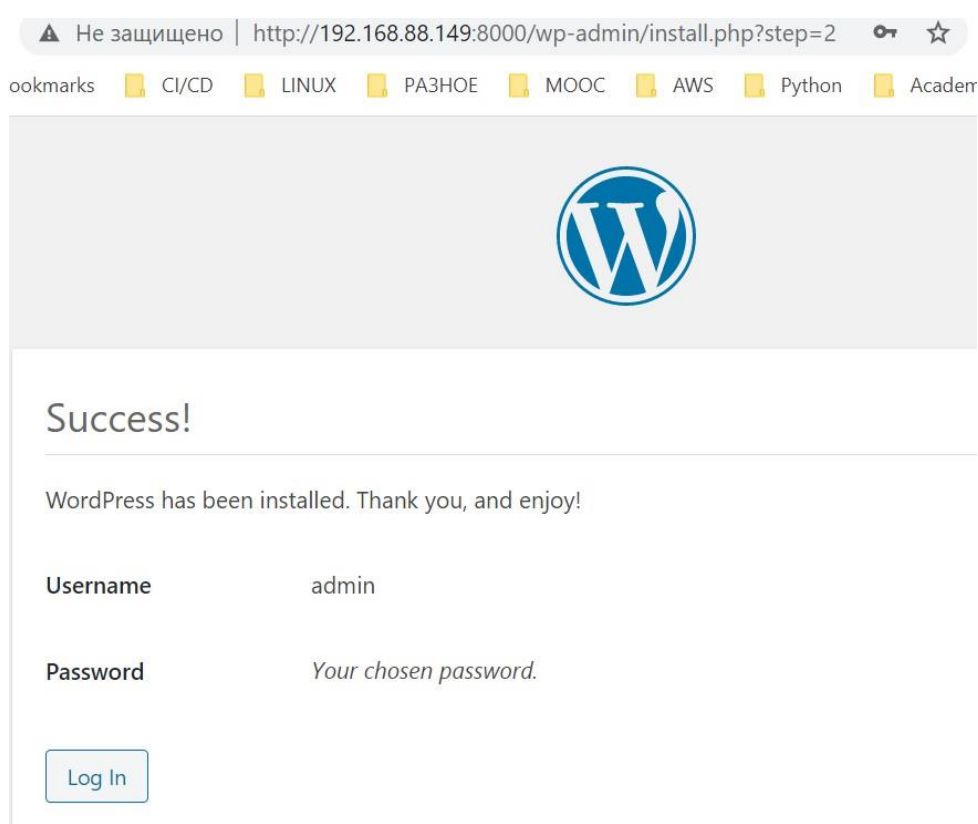 Не защищено | http://192.168.88.149:8000/wp-admin/install.php?step=2
ookmarks CI/CD LINUX РАЗНОЕ MOOC AWS Python Academ
Success!
WordPress has been installed. Thank you, and enjoy!
Username admin
Password Your chosen password.
Log In